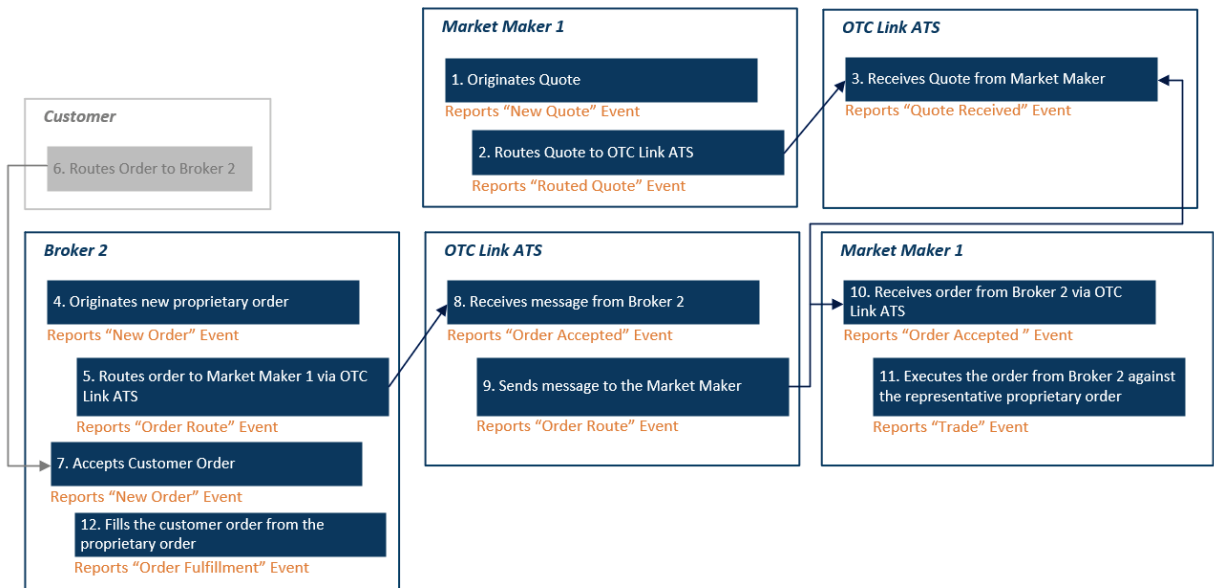 Market Maker 1
1. Originates Quote
Reports “New Quote” Event
2. Routes Quote to OTC Link ATS
Reports “Routed Quote” Event
OTC Link ATS
3. Receives Quote from Market Maker
Reports “Quote Received” Event
Customer
6. Routes Order to Broker 2
Broker 2
4. Originates new proprietary order
Reports “New Order” Event
5. Routes order to Market Maker 1 via OTC
Link ATS
Reports “Order Route” Event
7. Accepts Customer Order
Reports “New Order” Event
12. Fills the customer order from the
proprietary order
Reports “Order Fulfillment” Event
OTC Link ATS
8. Receives message from Broker 2
Reports “Order Accepted” Event
9. Sends message to the Market Maker
Reports “Order Route” Event
Market Maker 1
10. Receives order from Broker 2 via OTC
Link ATS
Reports “Order Accepted ” Event
11. Executes the order from Broker 2 against
the representative proprietary order
Reports “Trade” Event